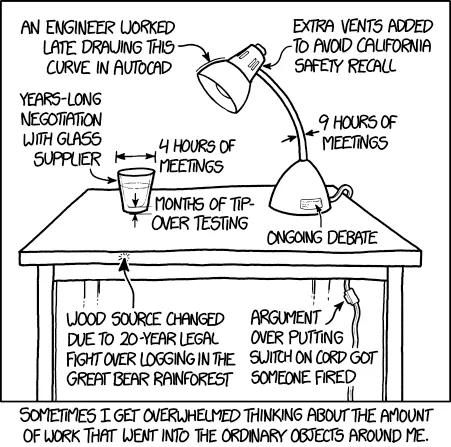 AN ENGINEER WORKED
LATE DRAWING THIS
CURVE IN AUTOCAD
EXTRA VENTS ADDED
TO AVOID CALIFORNIA
SAFETY RECALL
YEARS-LONG
NEGOTIATION
WITH GLASS
SUPPLIER
4 HOURS OF
MEETINGS
9 HOURS OF
MEETINGS
MONTHS OF TIP-
OVER TESTING
ONGOING DEBATE
WOOD SOURCE CHANGED
DUE TO 20-YEAR LEGAL
FIGHT OVER LOGGING IN THE
GREAT BEAR RAINFOREST
ARGUMENT
OVER PUTTING
SWITCH ON CORD GOT
SOMEONE FIRED
SOMETIMES I GET OVERWHELMED THINKING ABOUT THE AMOUNT
OF WORK THAT WENT INTO THE ORDINARY OBJECTS AROUND ME.